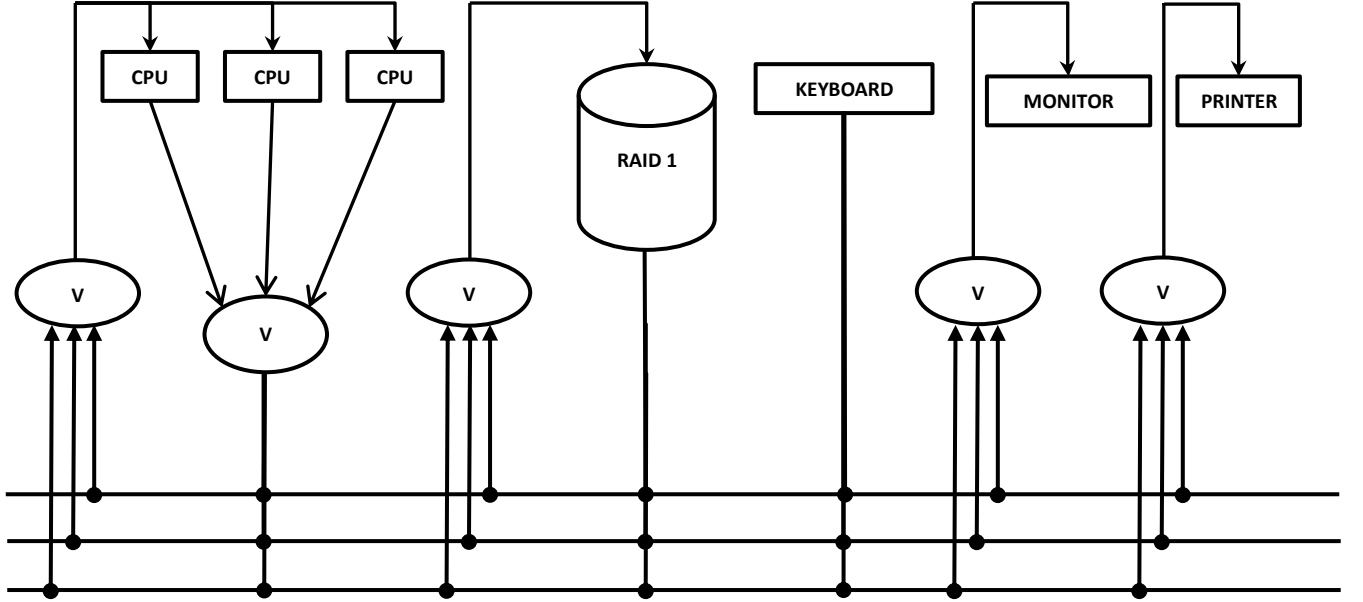 CPU
CPU
CPU
KEYBOARD
MONITOR
PRINTER
RAID 1
V
V
V
V
V